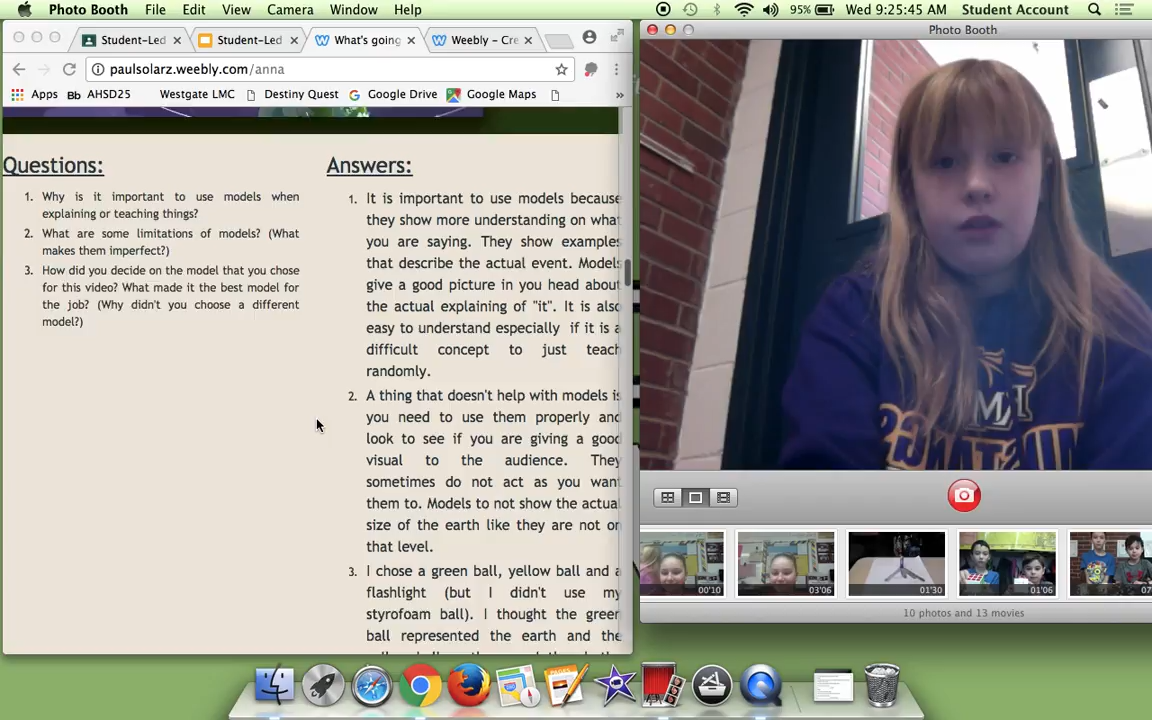 Photo Booth File Edit View Camera Window Help 95% Wed 9:25:45 AM Student Account
Student-Led × Student-Led × What's going × Weebly - Cre ×
paulsolarz.weebly.com/anna
Apps Bb AHSD25 Westgate LMC Destiny Quest Google Drive Google Maps »
Questions:
1. Why is it important to use models when
explaining or teaching things?
2. What are some limitations of models? (What
makes them imperfect?)
3. How did you decide on the model that you chose
for this video? What made it the best model for
the job? (Why didn't you choose a different
model?)
Answers:
1. It is important to use models because
they show more understanding on what
you are saying. They show examples
that describe the actual event. Models
give a good picture in you head about
the actual explaining of "it". It is also
easy to understand especially if it is a
difficult concept to just teach
randomly.
2. A thing that doesn't help with models is
you need to use them properly and
look to see if you are giving a good
visual to the audience. They
sometimes do not act as you want
them to. Models to not show the actual
size of the earth like they are not on
that level.
3. I chose a green ball, yellow ball and a
flashlight (but I didn't use my
styrofoam ball). I thought the green
ball represented the earth and the
Photo Booth
00'10 03'06 01'30 01'06 07
10 photos and 13 movies